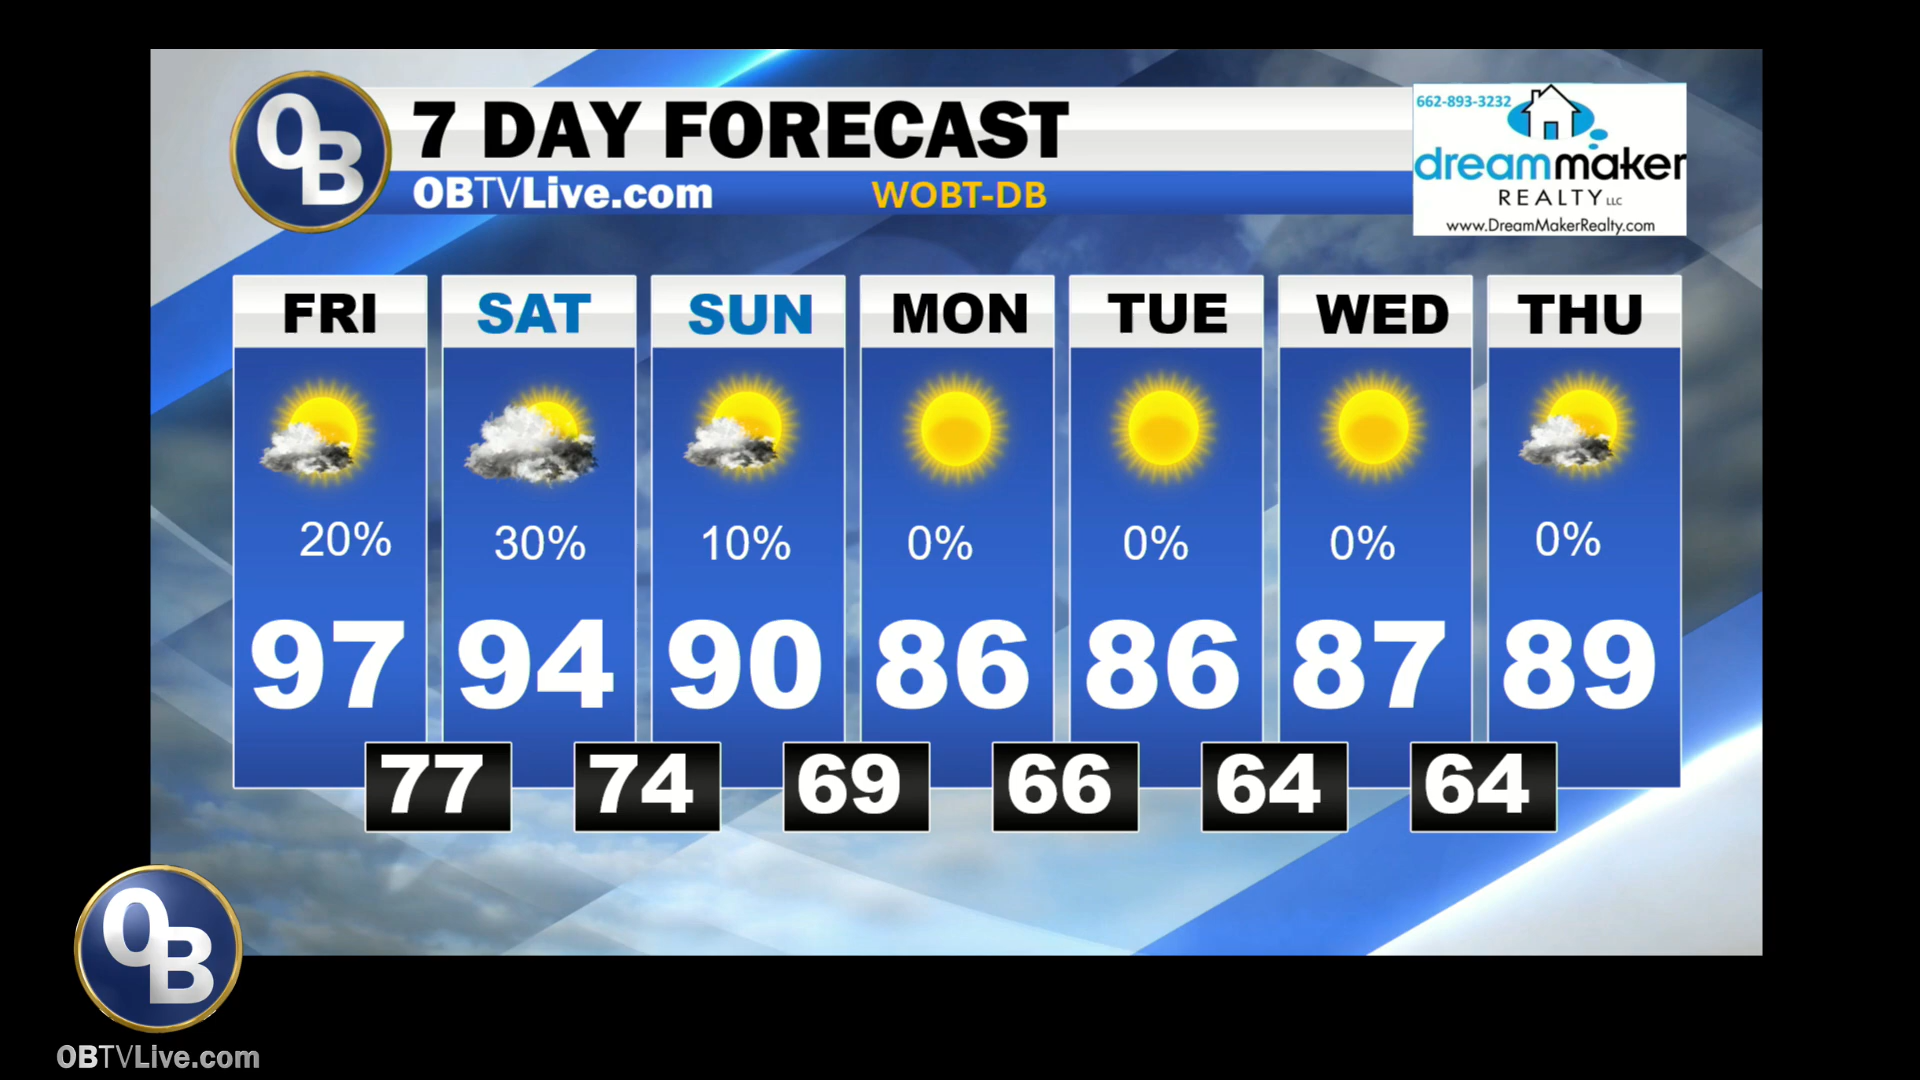 OB
7 DAY FORECAST
OBTVLive.com
WOBT-DB
662-893-3232
dreammaker
REALTY LLC
www.DreamMakerRealty.com
FRI SAT SUN MON TUE WED THU
20% 30% 10% 0% 0% 0% 0%
97 94 90 86 86 87 89
77 74 69 66 64 64
OB
OBTVLive.com